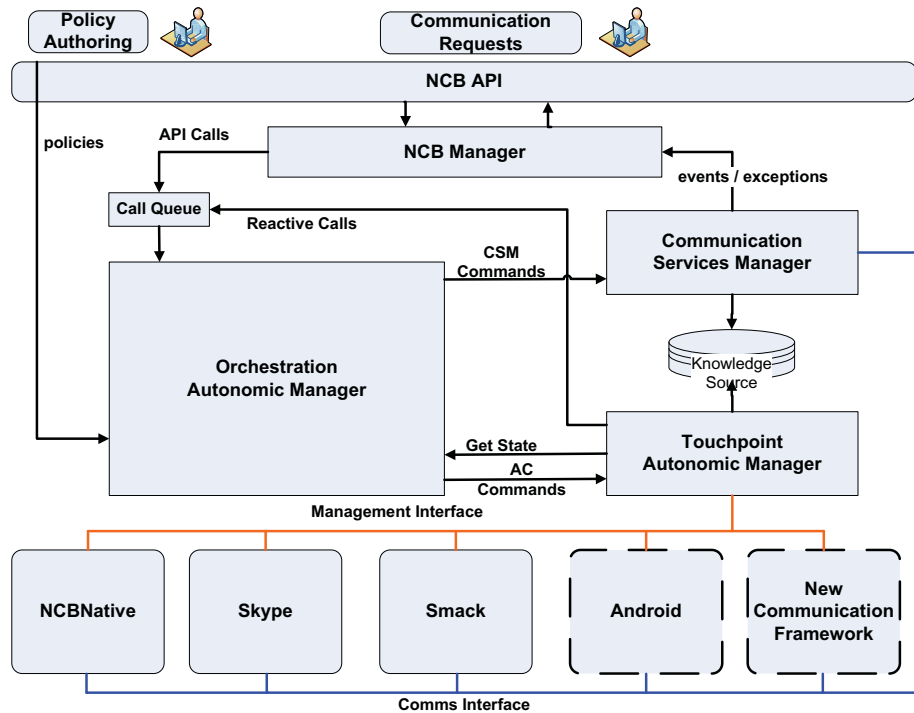 Policy
Authoring
Communication
Requests
NCB API
policies
API Calls
NCB Manager
events / exceptions
Call Queue
Reactive Calls
CSM
Commands
Communication
Services Manager
Orchestration
Autonomic Manager
Knowledge
Source
Get State
AC
Commands
Touchpoint
Autonomic Manager
Management Interface
NCBNative
Skype
Smack
Android
New
Communication
Framework
Comms Interface